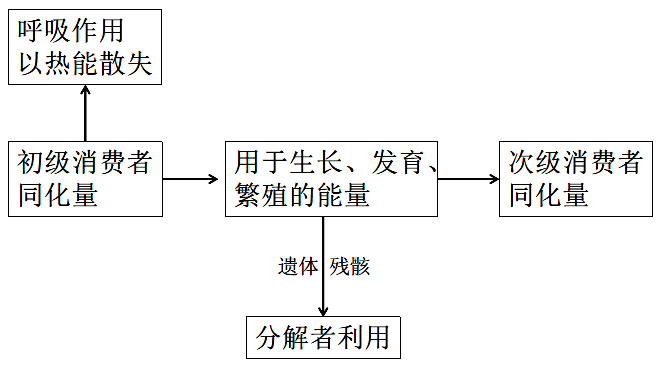 呼吸作用
以热能散失
初级消费者
同化量
用于生长、发育、
繁殖的能量
次级消费者
同化量
遗体 残骸
分解者利用